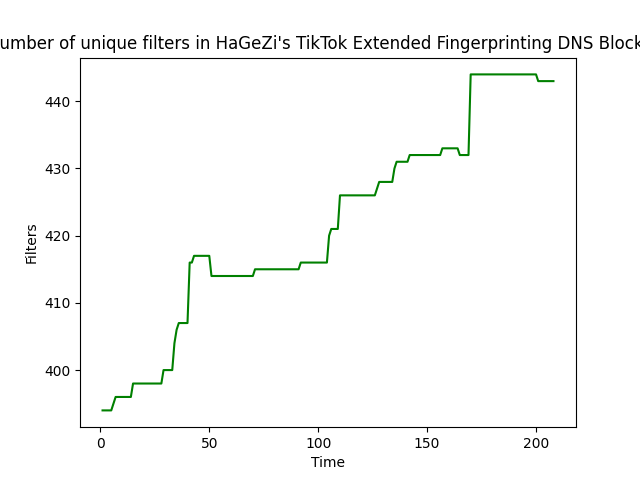 umber of unique filters in HaGeZi's TikTok Extended Fingerprinting DNS Block
440
430
420
410
400
Filters
0 50 100 150 200
Time